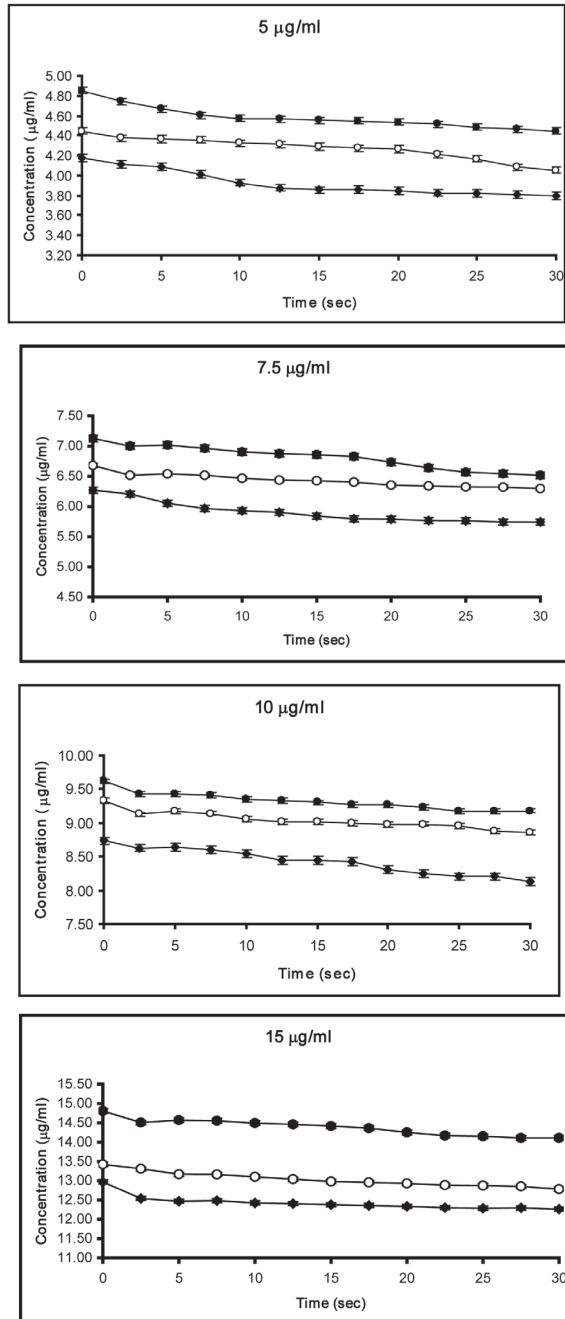 5 µg/ml
Concentration ( µg/ml)
5.00
4.80
4.60
4.40
4.20
4.00
3.80
3.60
3.40
3.20
0 5 10 15 20 25 30
Time (sec)
7.5 µg/ml
Concentration (µg/ml)
7.50
7.00
6.50
6.00
5.50
5.00
4.50
0 5 10 15 20 25 30
Time (sec)
10 µg/ml
Concentration ( µg/ml)
10.00
9.50
9.00
8.50
8.00
7.50
0 5 10 15 20 25 30
Time (sec)
15 µg/ml
Concentration (µg/ml)
15.50
15.00
14.50
14.00
13.50
13.00
12.50
12.00
11.50
11.00
0 5 10 15 20 25 30
Time (sec)